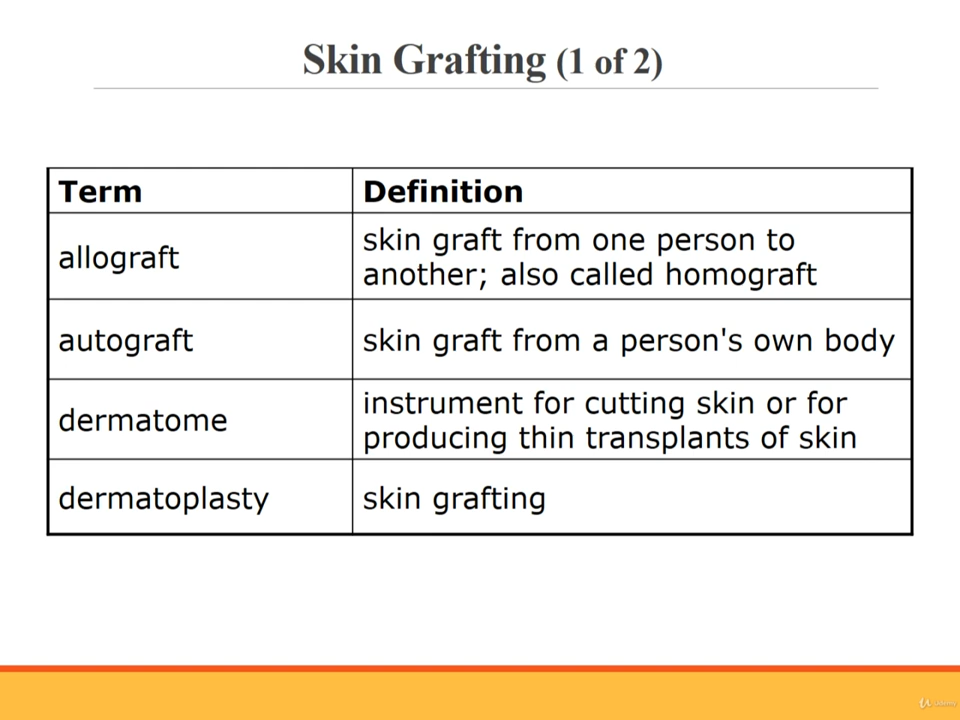 Skin Grafting (1 of 2)
Term
Definition
allograft
skin graft from one person to
another; also called homograft
autograft
skin graft from a person's own body
dermatome
instrument for cutting skin or for
producing thin transplants of skin
dermatoplasty
skin grafting
Udemy